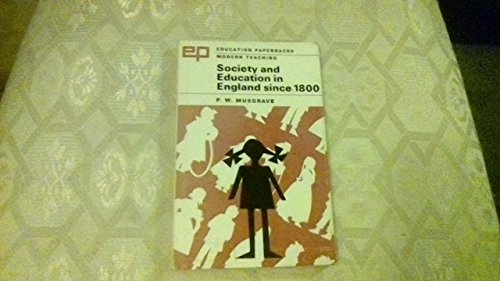 ep
EDUCATION PAPERBACKS
MODERN TEACHING
Society and
Education in
England since 1800
P. W. MUSGRAVE